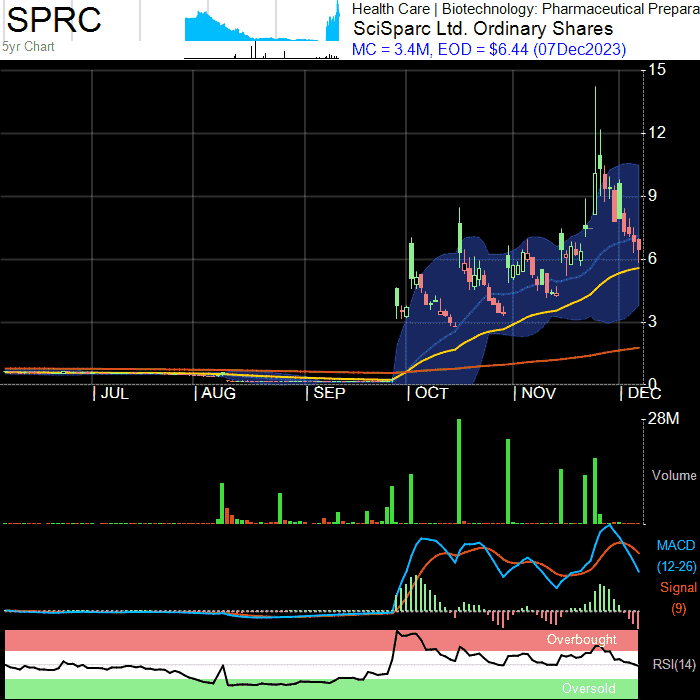 SPRC
5yr Chart
Health Care | Biotechnology: Pharmaceutical Prepara
SciSparc Ltd. Ordinary Shares
MC = 3.4M, EOD = $6.44 (07Dec2023)
15
12
9
6
3
0
JUL
AUG
SEP
OCT
NOV
DEC
28M
Volume
MACD
(12-26)
Signal
(9)
Overbought
RSI(14)
Oversold